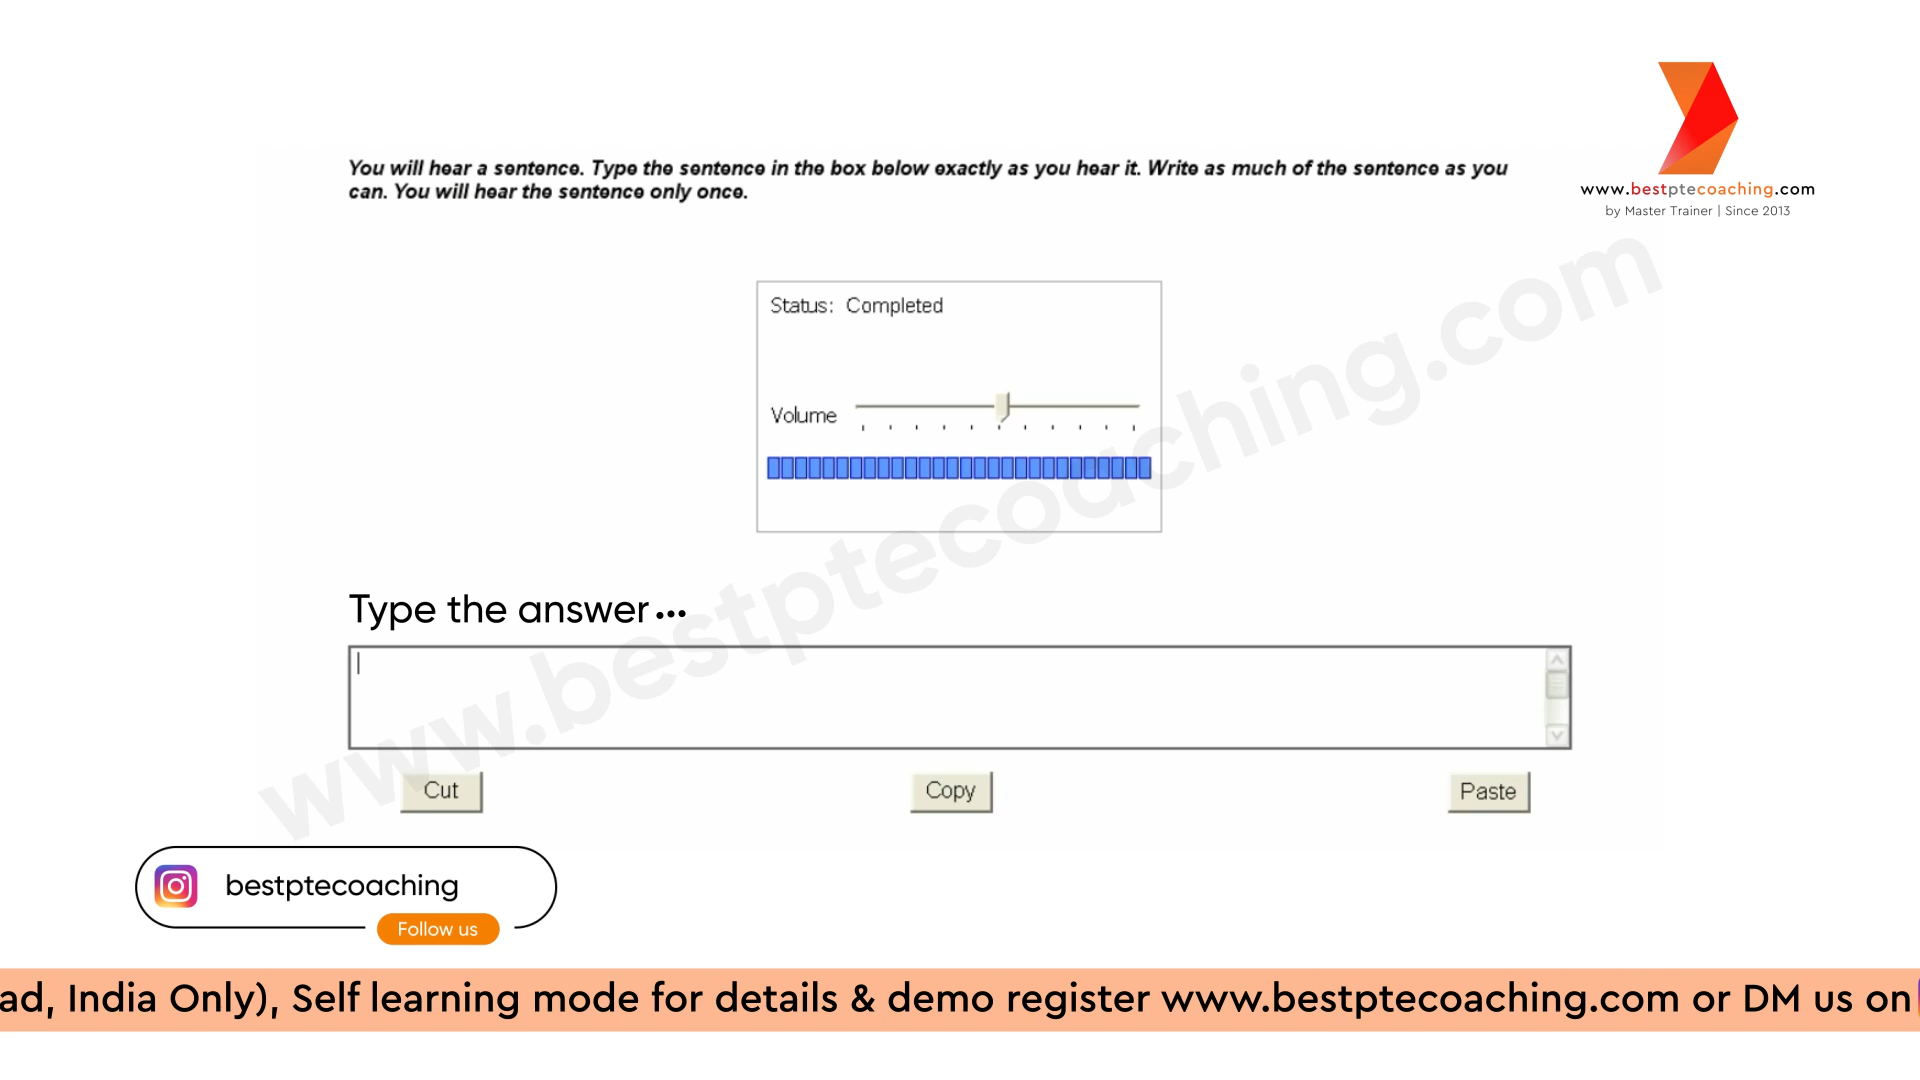 You will hear a sentence. Type the sentence in the box below exactly as you hear it. Write as much of the sentence as you
can. You will hear the sentence only once.
www.bestptecoaching.com
by Master Trainer | Since 2013
Status: Completed
Volume
www.bestptecoaching.com
Type the answer...
Cut
Copy
Paste
bestptecoaching
Follow us
ad, India Only), Self learning mode for details & demo register www.bestptecoaching.com or DM us on